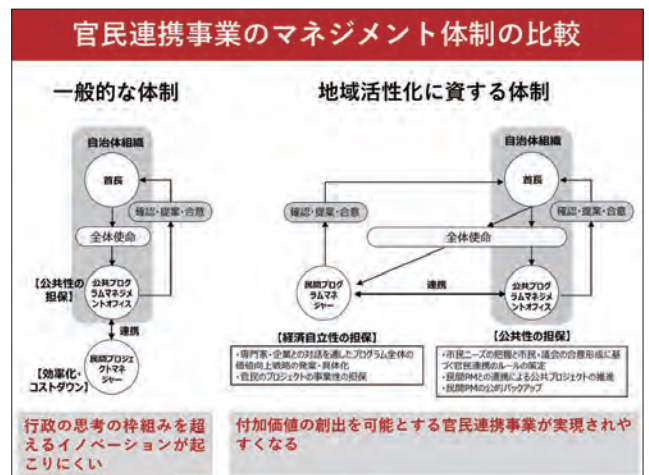 官民連携事業のマネジメント体制の比較
一般的な体制
自治体組織
首長
確認・提案・合意
全体使命
【公共性の
担保】
公共プログ
ラムマネジメ
ントオフィス
連携
【効率化・
コストダウン】
民間プロジェ
クトマネ
ジャー
行政の思考の枠組みを超
えるイノベーションが起
こりにくい
地域活性化に資する体制
自治体組織
首長
確認・提案・合意
確認・提案・合意
全体使命
民間プログ
ラムマネ
ジャー
連携
公共プログ
ラムマネジメ
ントオフィス
【経済自立性の担保】
・専門家・企業との対話を通したプログラム全体の
価値向上戦略の発案・具体化
・官民のプロジェクトの事業性の担保
【公共性の担保】
・市民ニーズの把握と市民・議会の合意形成に基
づく官民連携のルールの策定
・民間PMとの連携による公共プロジェクトの推進
・民間PMの公的バックアップ
付加価値の創出を可能とする官民連携事業が実現されや
すくなる